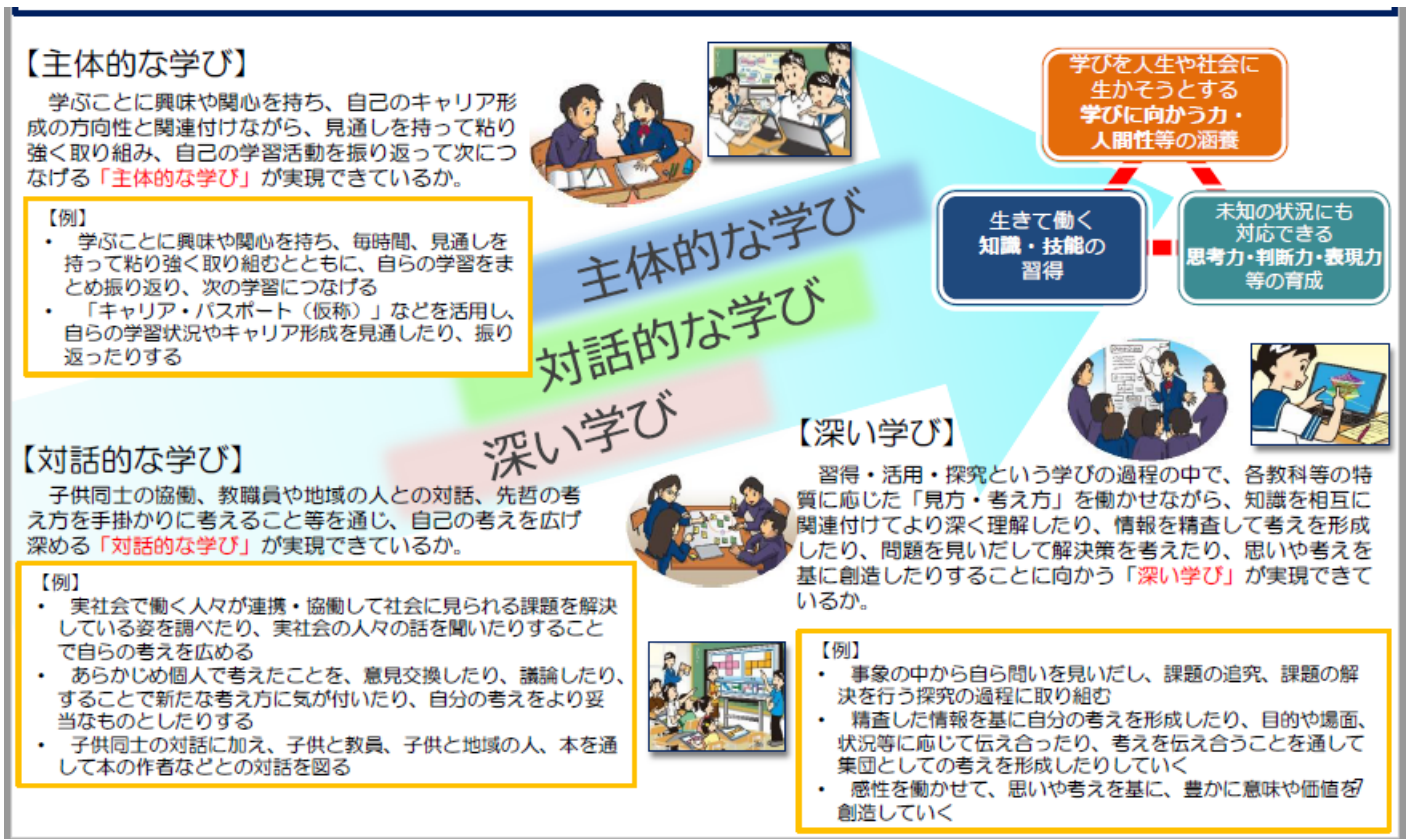 【主体的な学び】
学ぶことに興味や関心を持ち、自己のキャリア形
成の方向性と関連付けながら、見通しを持って粘り
強く取り組み、自己の学習活動を振り返って次につ
なげる「主体的な学び」が実現できているか。
【例】
• 学ぶことに興味や関心を持ち、毎時間、見通しを
持って粘り強く取り組むとともに、自らの学習をま
とめ振り返り、次の学習につなげる
• 「キャリア・パスポート（仮称）」などを活用し、
自らの学習状況やキャリア形成を見通したり、振り
返ったりする
学びを人生や社会に
生かそうとする
学びに向かう力・
人間性等の涵養
生きて働く
知識・技能の
習得
未知の状況にも
対応できる
思考力・判断力・表現力
等の育成
主体的な学び
対話的な学び
深い学び
【対話的な学び】
子供同士の協働、教職員や地域の人との対話、先哲の考
え方を手掛かりに考えること等を通じ、自己の考えを広げ
深める「対話的な学び」が実現できているか。
【例】
• 実社会で働く人々が連携・協働して社会に見られる課題を解決
している姿を調べたり、実社会の人々の話を聞いたりすること
で自らの考えを広める
• あらかじめ個人で考えたことを、意見交換したり、議論したり、
することで新たな考え方に気が付いたり、自分の考えをより妥
当なものとしたりする
• 子供同士の対話に加え、子供と教員、子供と地域の人、本を通
して本の作者などとの対話を図る
【深い学び】
習得・活用・探究という学びの過程の中で、各教科等の特
質に応じた「見方・考え方」を働かせながら、知識を相互に
関連付けてより深く理解したり、情報を精査して考えを形成
したり、問題を見いだして解決策を考えたり、思いや考えを
基に創造したりすることに向かう「深い学び」が実現できて
いるか。
【例】
• 事象の中から自ら問いを見いだし、課題の追究、課題の解
決を行う探究の過程に取り組む
• 精査した情報を基に自分の考えを形成したり、目的や場面、
状況等に応じて伝え合ったり、考えを伝え合うことを通して
集団としての考えを形成したりしていく
• 感性を働かせて、思いや考えを基に、豊かに意味や価値を
創造していく
7